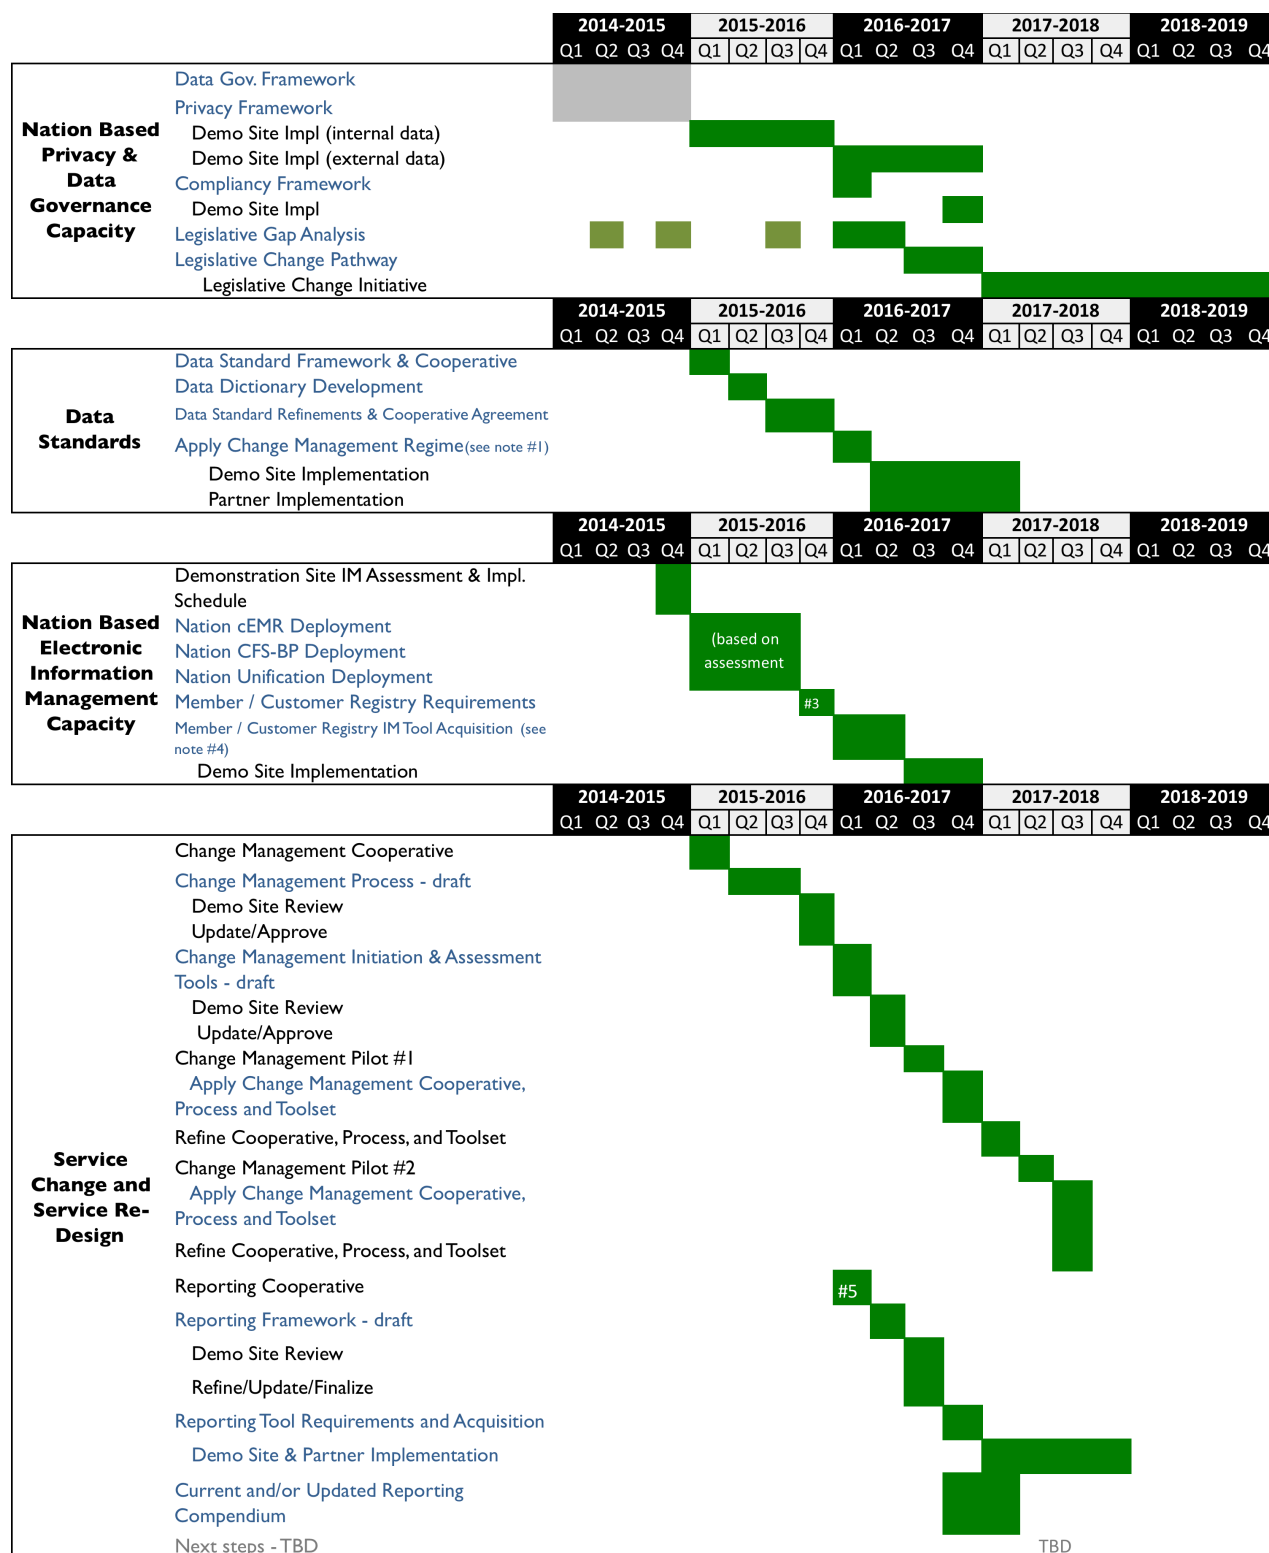 2014-2015 2015-2016 2016-2017 2017-2018 2018-2019
Q1 Q2 Q3 Q4 Q1 Q2 Q3 Q4 Q1 Q2 Q3 Q4 Q1 Q2 Q3 Q4 Q1 Q2 Q3 Q4
Nation Based
Privacy &
Data
Governance
Capacity
Data Gov. Framework
Privacy Framework
Demo Site Impl (internal data)
Demo Site Impl (external data)
Compliancy Framework
Demo Site Impl
Legislative Gap Analysis
Legislative Change Pathway
Legislative Change Initiative
2014-2015 2015-2016 2016-2017 2017-2018 2018-2019
Q1 Q2 Q3 Q4 Q1 Q2 Q3 Q4 Q1 Q2 Q3 Q4 Q1 Q2 Q3 Q4 Q1 Q2 Q3 Q4
Data
Standards
Data Standard Framework & Cooperative
Data Dictionary Development
Data Standard Refinements & Cooperative Agreement
Apply Change Management Regime(see note #1)
Demo Site Implementation
Partner Implementation
2014-2015 2015-2016 2016-2017 2017-2018 2018-2019
Q1 Q2 Q3 Q4 Q1 Q2 Q3 Q4 Q1 Q2 Q3 Q4 Q1 Q2 Q3 Q4 Q1 Q2 Q3 Q4
Nation Based
Electronic
Information
Management
Capacity
Demonstration Site IM Assessment & Impl.
Schedule
Nation cEMR Deployment
Nation CFS-BP Deployment
Nation Unification Deployment
(based on
assessment
Member / Customer Registry Requirements
#3
Member / Customer Registry IM Tool Acquisition (see
note #4)
Demo Site Implementation
2014-2015 2015-2016 2016-2017 2017-2018 2018-2019
Q1 Q2 Q3 Q4 Q1 Q2 Q3 Q4 Q1 Q2 Q3 Q4 Q1 Q2 Q3 Q4 Q1 Q2 Q3 Q4
Service
Change and
Service Re-
Design
Change Management Cooperative
Change Management Process - draft
Demo Site Review
Update/Approve
Change Management Initiation & Assessment
Tools - draft
Demo Site Review
Update/Approve
Change Management Pilot #1
Apply Change Management Cooperative,
Process and Toolset
Refine Cooperative, Process, and Toolset
Change Management Pilot #2
Apply Change Management Cooperative,
Process and Toolset
Refine Cooperative, Process, and Toolset
Reporting Cooperative
#5
Reporting Framework - draft
Demo Site Review
Refine/Update/Finalize
Reporting Tool Requirements and Acquisition
Demo Site & Partner Implementation
Current and/or Updated Reporting
Compendium
Next steps - TBD
TBD